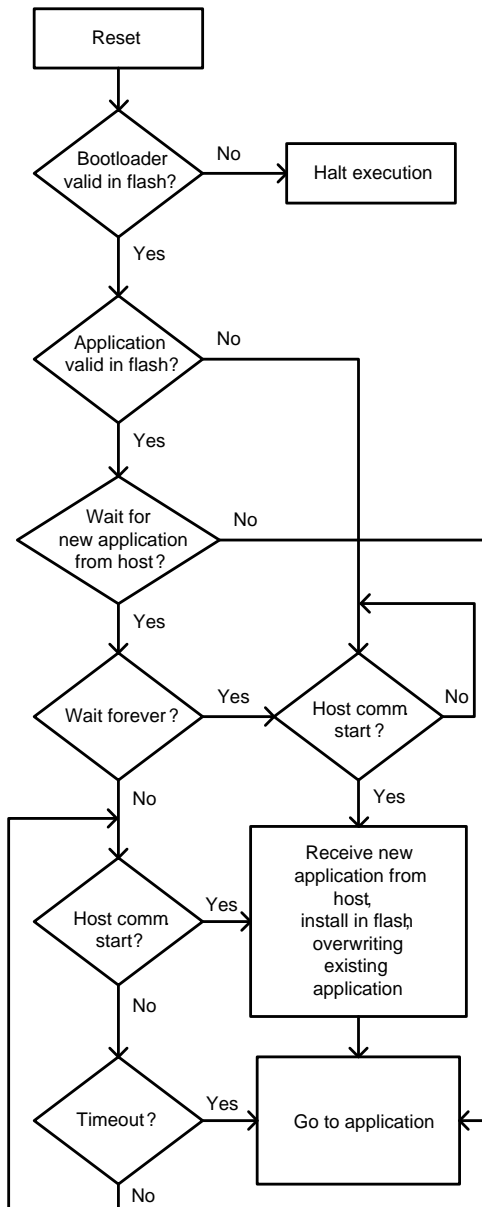 Reset
Bootloader
valid in flash?
No
Halt execution
Yes
Application
valid in flash?
No
Yes
Wait for
new application
from host?
No
Yes
Wait forever?
Yes
Host comm.
start?
No
No
Yes
Host comm.
start?
Yes
Receive new
application from
host,
install in flash,
overwriting
existing
application
No
Timeout?
Yes
Go to application
No